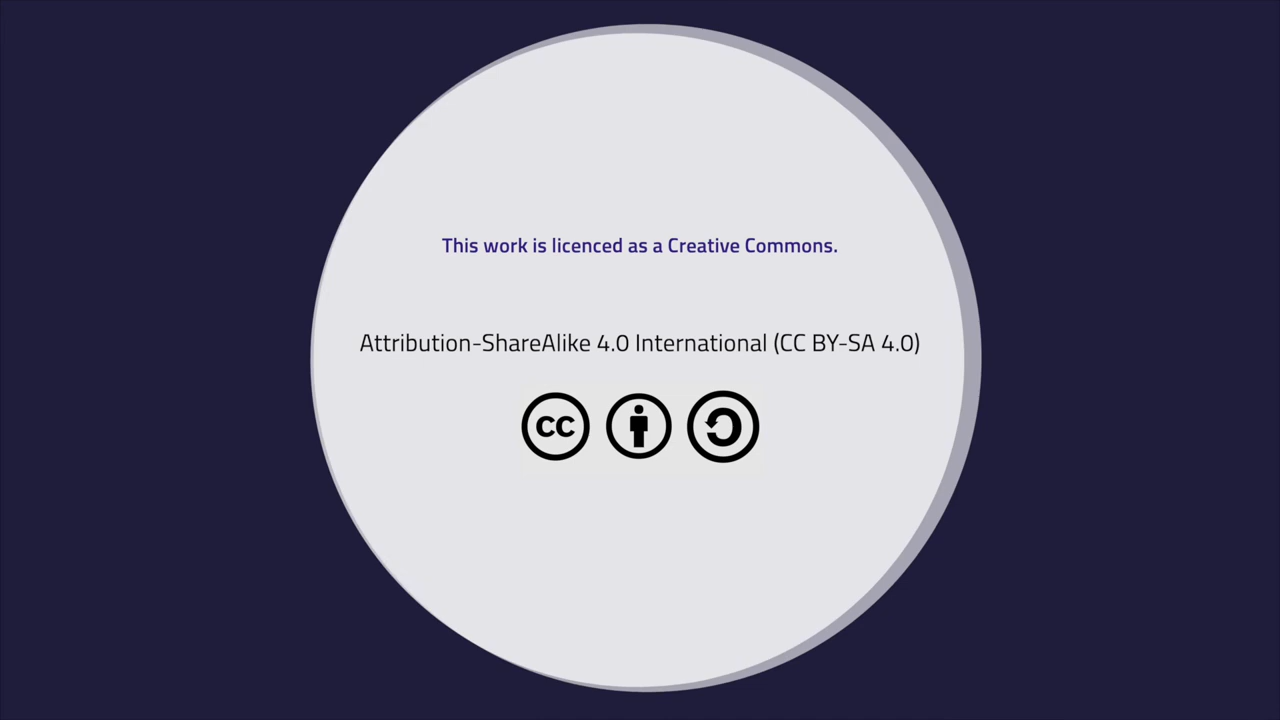 This work is licenced as a Creative Commons.
Attribution-ShareAlike 4.0 International (CC BY-SA 4.0)
cc